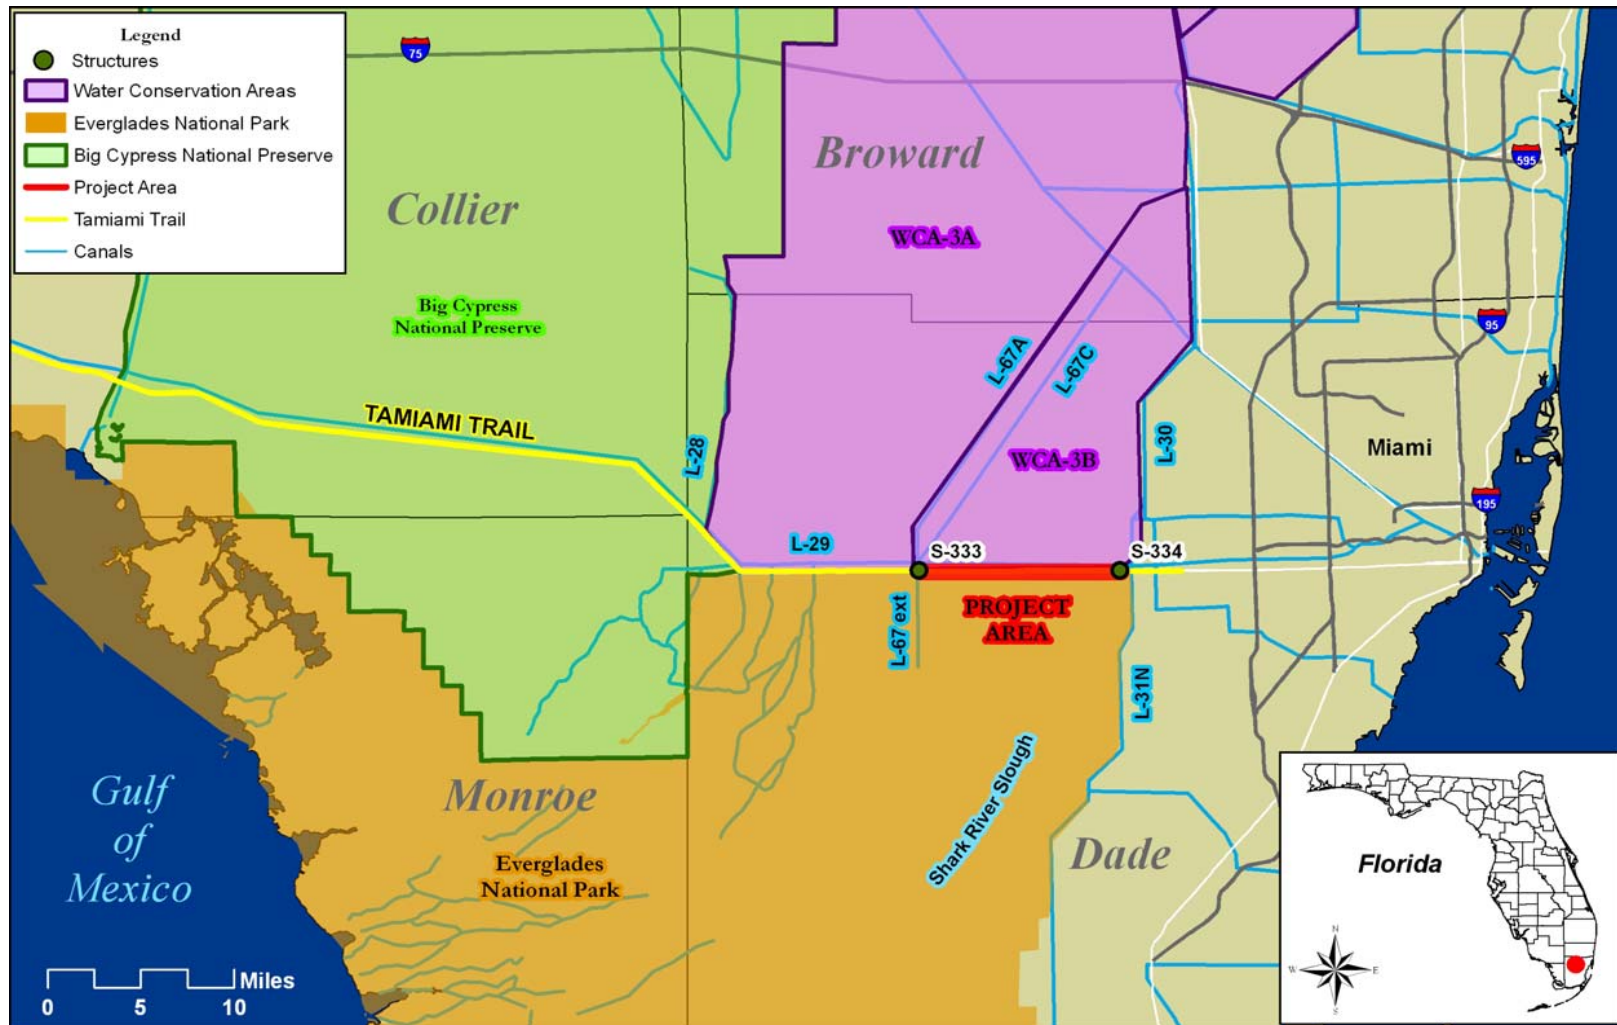 Legend
Structures
Water Conservation Areas
Everglades National Park
Big Cypress National Preserve
Project Area
Tamiami Trail
Canals
75
Collier
Broward
595
WCA-3A
Big Cypress
National Preserve
95
L-67A
L-67C
TAMIAMI TRAIL
L-28
WCA-3B
L-30
Miami
195
L-29
S-333
S-334
PROJECT
AREA
L-67 ext
L-31N
Shark River Slough
Gulf
of
Mexico
Monroe
Everglades
National Park
Dade
Florida
N
W
E
S
Miles
0
5
10